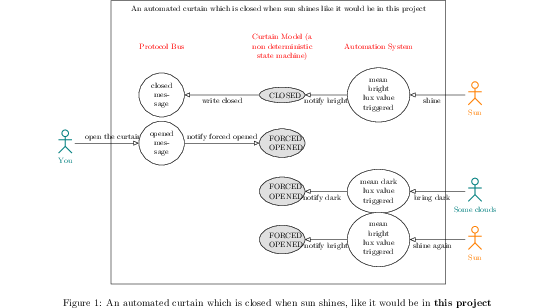 An automated curtain which is closed when sun shines like it would be in this project
Protocol Bus
Curtain Model (a
non deterministic
state machine)
Automation System
closed
mes-
sage
write closed
CLOSED
notify bright
mean
bright
lux value
triggered
shine
Sun
You
open the curtain
opened
mes-
sage
notify forced opened
FORCED
OPENED
FORCED
OPENED
notify dark
mean dark
lux value
triggered
bring dark
Some clouds
FORCED
OPENED
notify bright
mean
bright
lux value
triggered
shine again
Sun
Figure 1: An automated curtain which is closed when sun shines, like it would be in this project